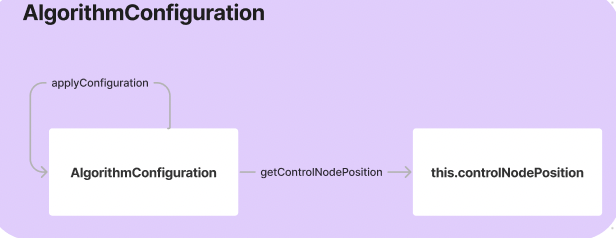 AlgorithmConfiguration
applyConfiguration
AlgorithmConfiguration
getControlNodePosition
this.controlNodePosition